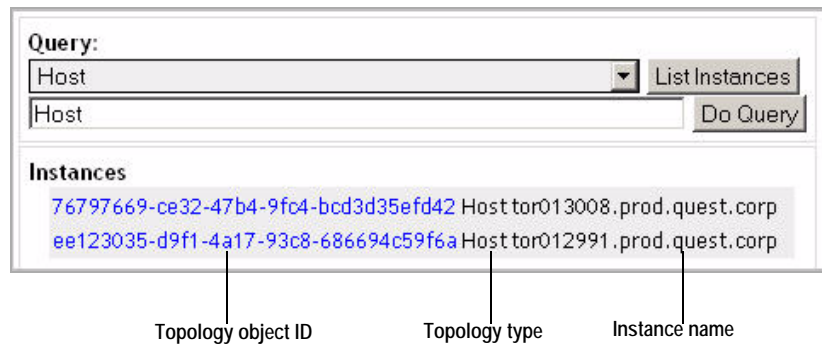 Query:
Host List Instances
Host Do Query
Instances
76797669-ce32-47b4-9fc4-bcd3d35efd42 Host tor013008.prod.quest.corp
ee123035-d9f1-4a17-93c8-686694c59f6a Host tor012991.prod.quest.corp
Topology object ID Topology type Instance name